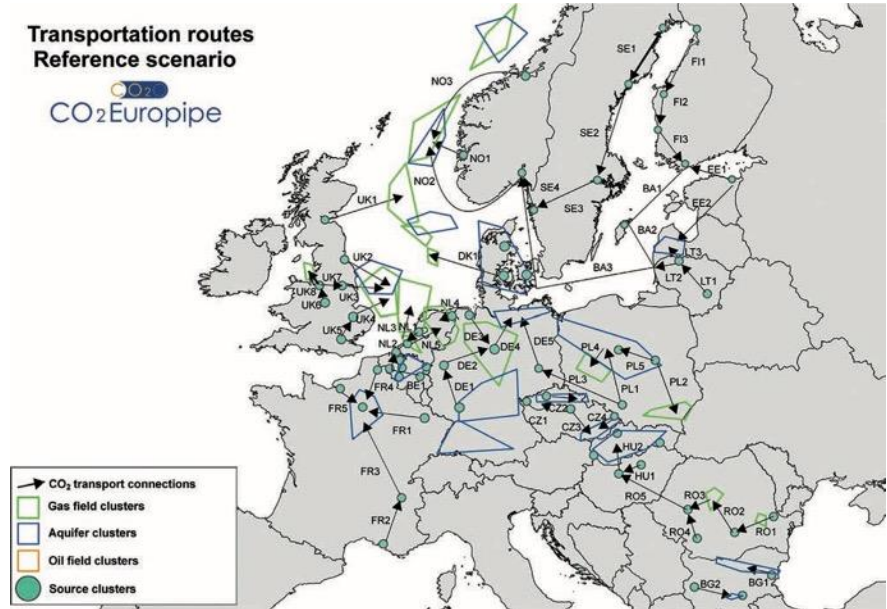 Transportation routes
Reference scenario
CO2
CO2Europipe
NO3
SE1
FI1
FI2
FI3
SE2
NO1
NO2
SE4
SE3
BA1
EE1
EE2
UK1
BA2
LT3
LT2
LT1
BA3
DK1
UK2
UK7
UK8
UK3
UK6
UK4
UK5
NL4
NL3
NL1
NL2
NL5
DE3
DE4
DE2
DE5
DE1
PL4
PL5
PL3
PL1
PL2
BE1
FR4
FR5
FR1
CZ2
CZ1
CZ4
CZ3
HU2
HU1
FR3
FR2
RO5
RO3
RO2
RO1
RO4
BG1
BG2
CO₂ transport connections
Gas field clusters
Aquifer clusters
Oil field clusters
Source clusters